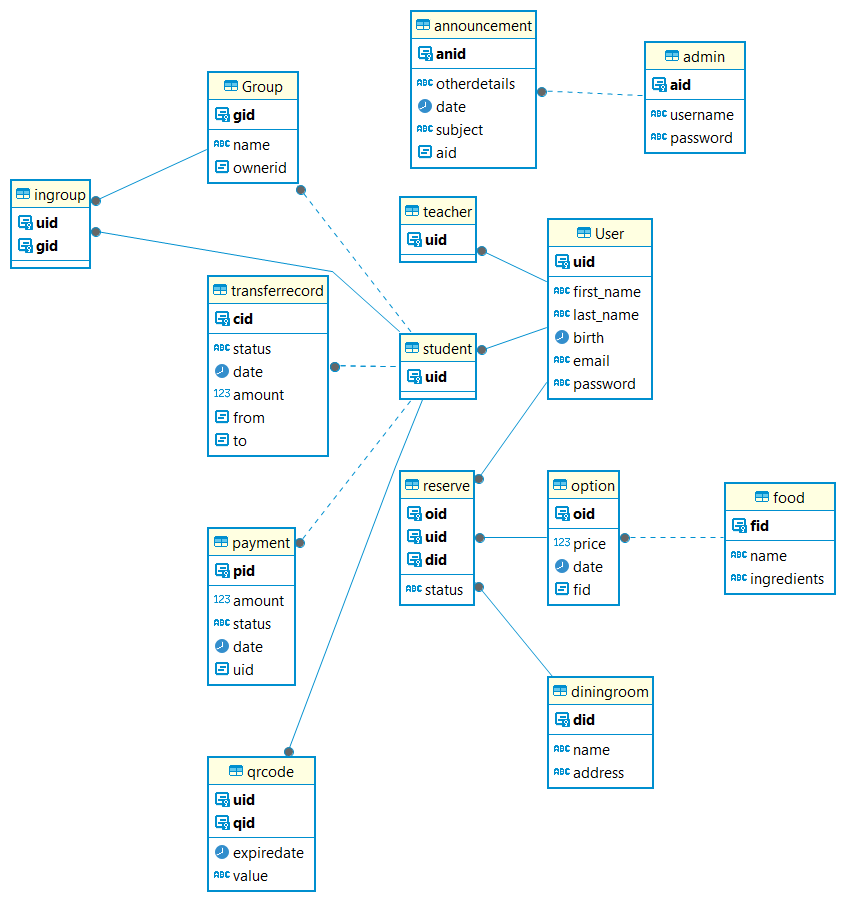 announcement
anid
ABC otherdetails
date
ABC subject
aid
admin
aid
ABC username
ABC password
Group
gid
ABC name
ownerid
ingroup
uid
gid
teacher
uid
User
uid
ABC first_name
ABC last_name
birth
ABC email
ABC password
transferrecord
cid
ABC status
date
123 amount
from
to
student
uid
reserve
oid
uid
did
ABC status
option
oid
123 price
date
fid
food
fid
ABC name
ABC ingredients
payment
pid
123 amount
ABC status
date
uid
diningroom
did
ABC name
ABC address
qrcode
uid
qid
expiredate
ABC value